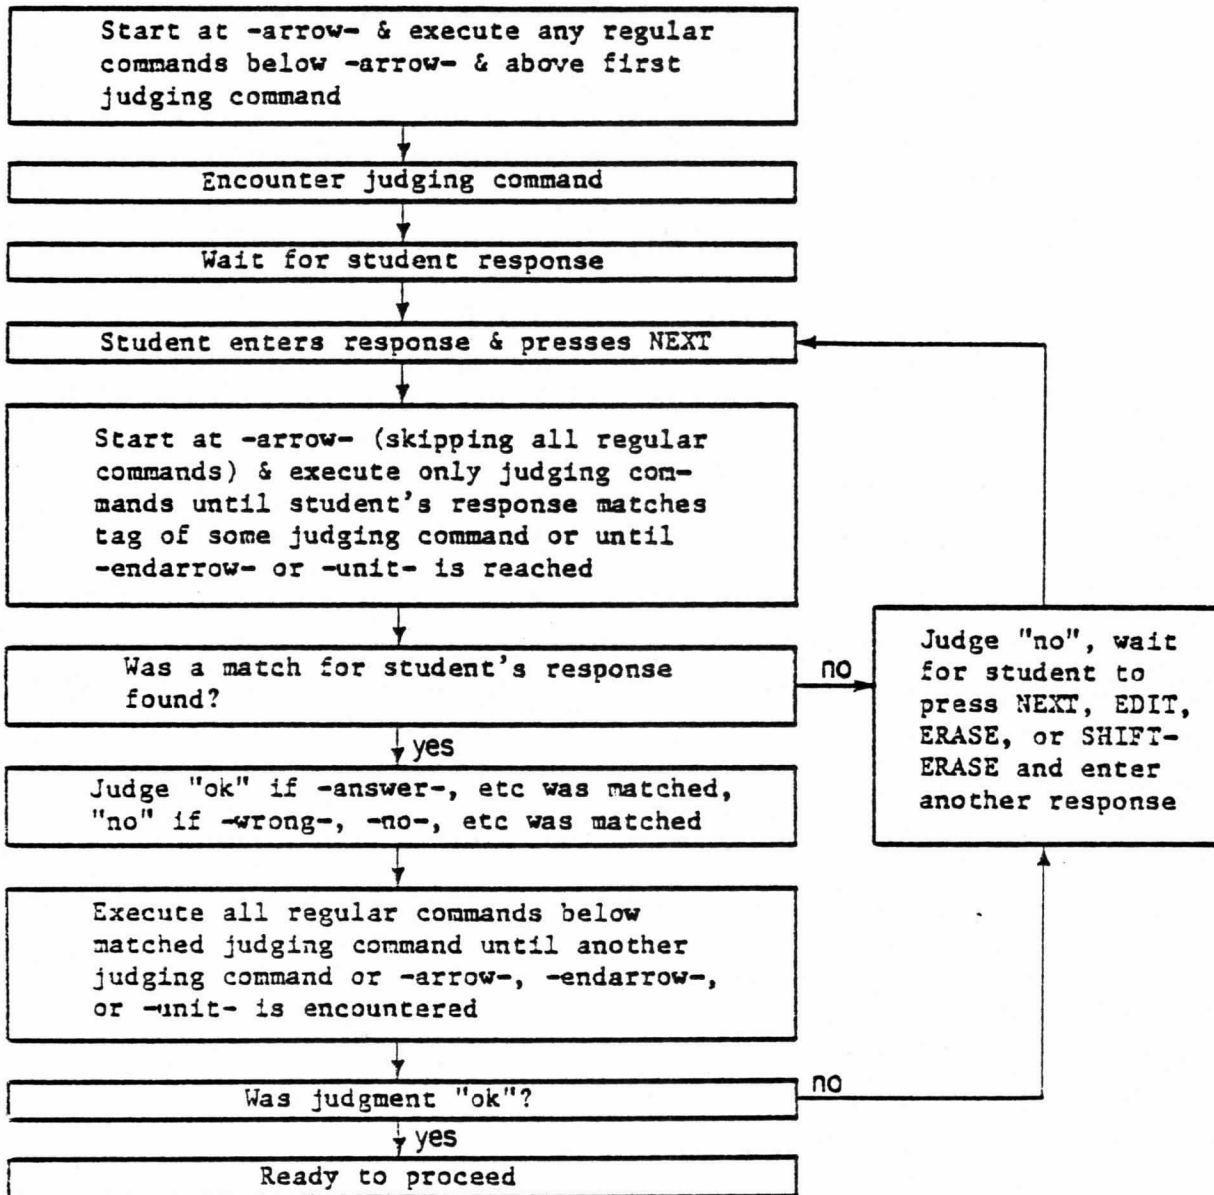 Start at -arrow- & execute any regular
commands below -arrow- & above first
judging command
Encounter judging command
Wait for student response
Student enters response & presses NEXT
Start at -arrow- (skipping all regular
commands) & execute only judging com-
mands until student's response matches
tag of some judging command or until
-endarrow- or -unit- is reached
Was a match for student's response
found?
no
yes
Judge "no", wait
for student to
press NEXT, EDIT,
ERASE, or SHIFT-
ERASE and enter
another response
Judge "ok" if -answer-, etc was matched,
"no" if -wrong-, -no-, etc was matched
Execute all regular commands below
matched judging command until another
judging command or -arrow-, -endarrow-,
or -unit- is encountered
Was judgment "ok"?
no
yes
Ready to proceed